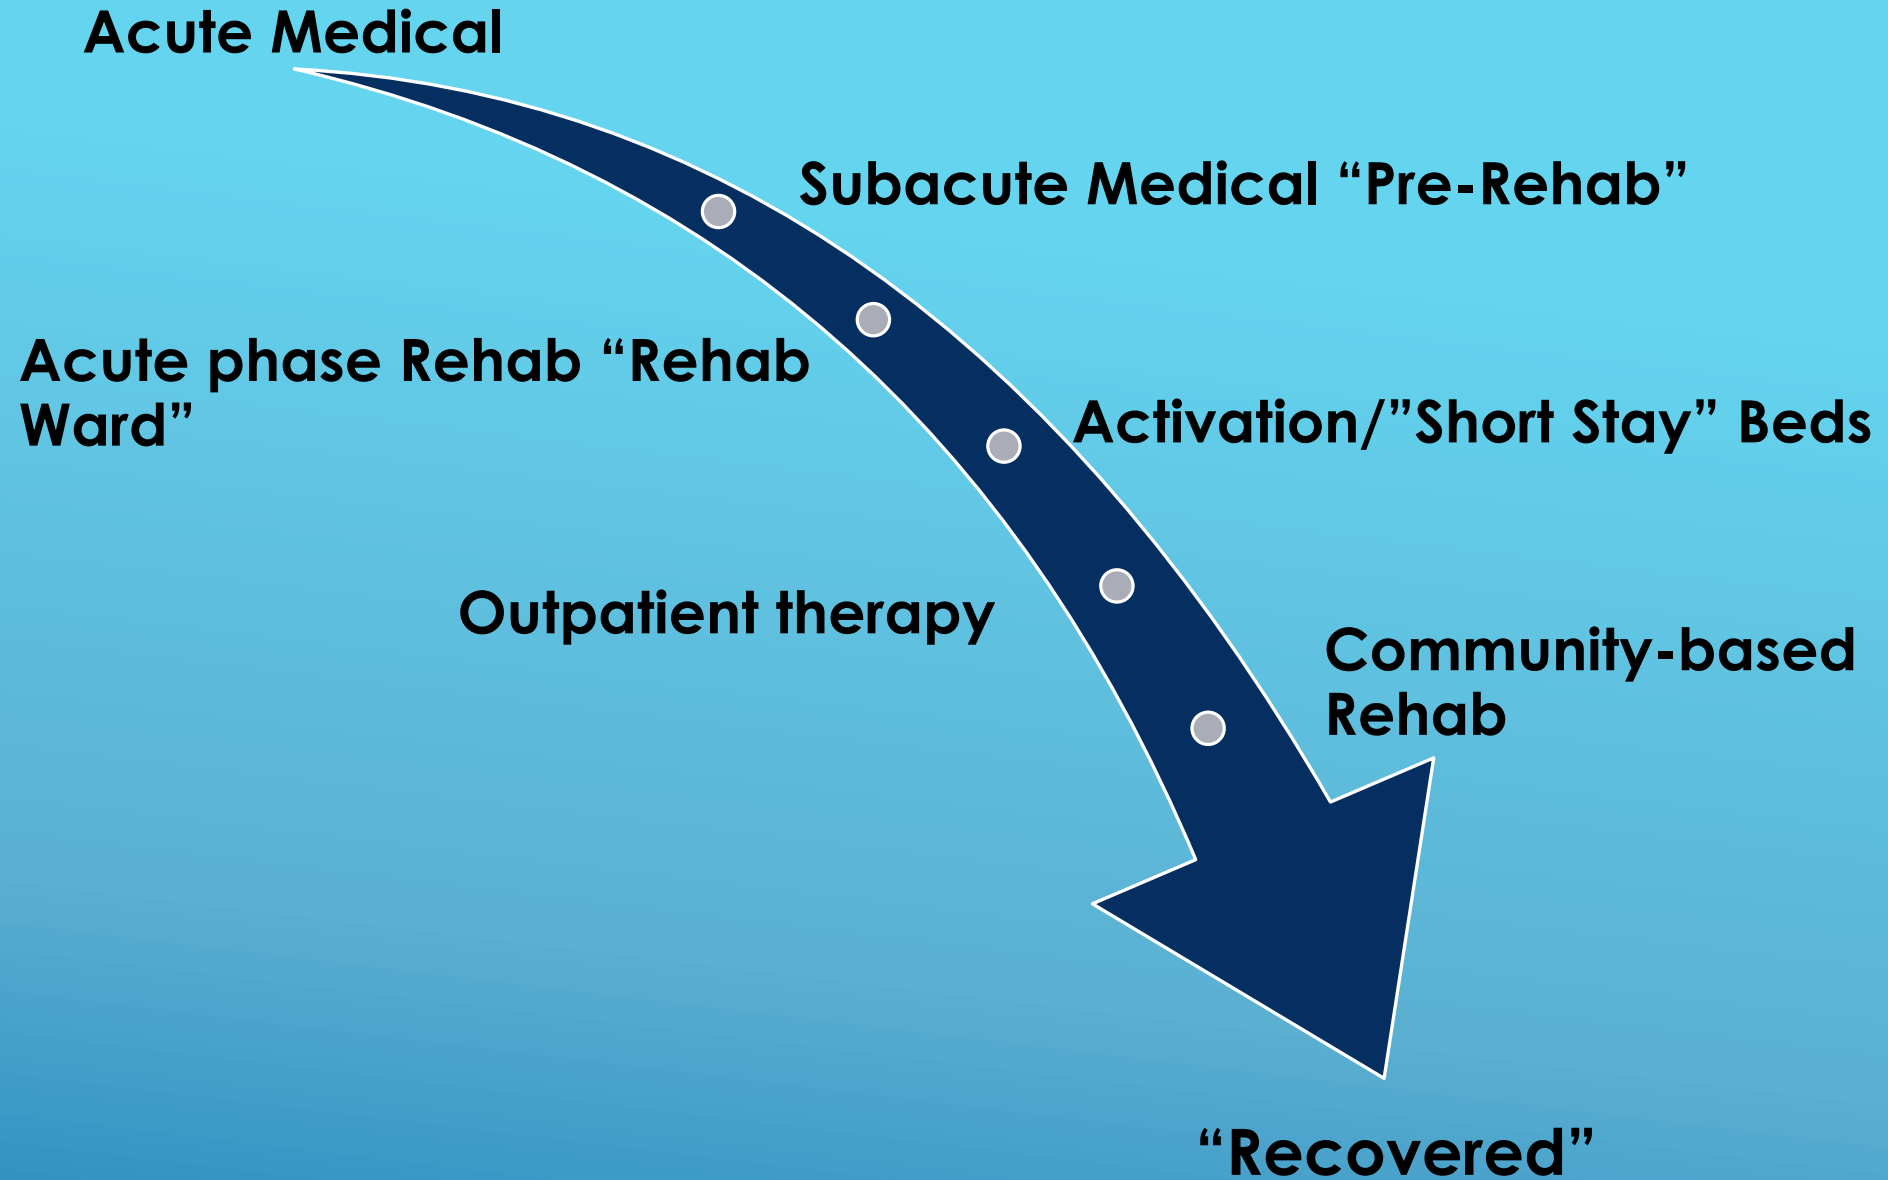 Acute Medical
Subacute Medical “Pre-Rehab”
Acute phase Rehab “Rehab
Ward”
Activation/”Short Stay” Beds
Outpatient therapy
Community-based
Rehab
“Recovered”